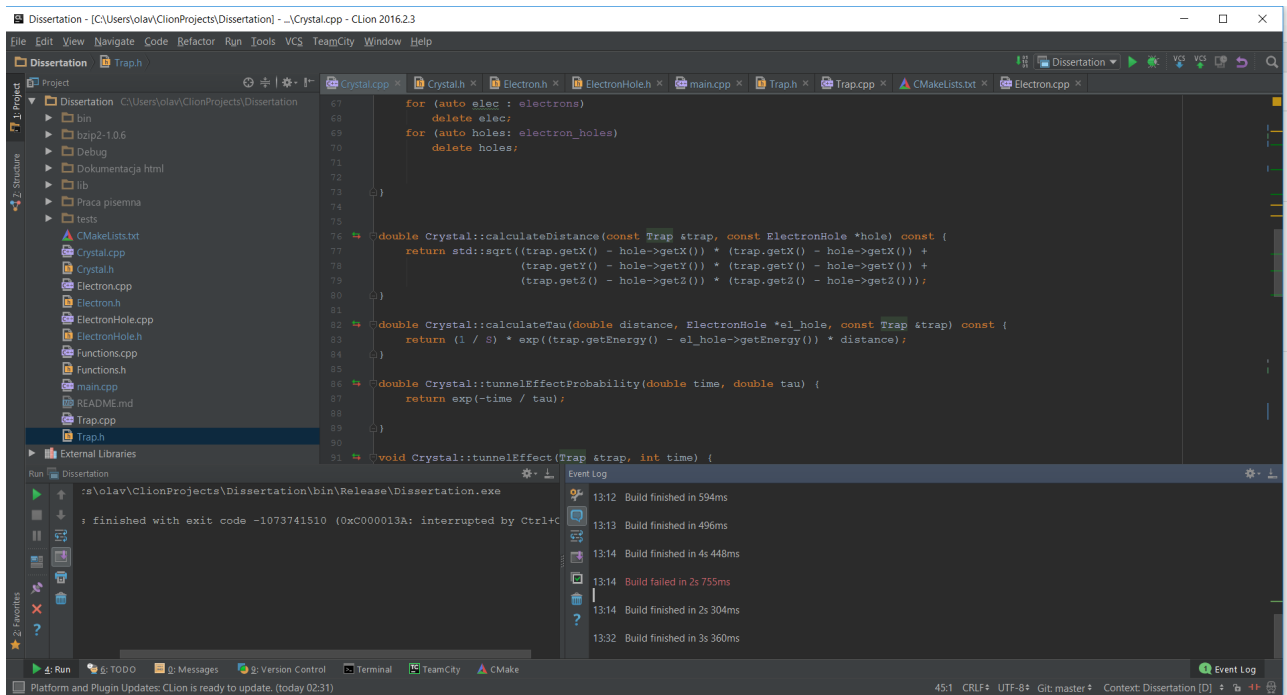 Dissertation - [C:\Users\olav\ClionProjects\Dissertation] - ...\Crystal.cpp - CLion 2016.2.3
File Edit View Navigate Code Refactor Run Tools VCS TeamCity Window Help
Dissertation Trap.h
Dissertation VCS VCS
Project
Crystal.cpp Crystal.h Electron.h ElectronHole.h main.cpp Trap.h Trap.cpp CMakeLists.txt Electron.cpp
1: Project
Z: Structure
2: Favorites
Dissertation C:\Users\olav\ClionProjects\Dissertation
bin
bzip2-1.0.6
Debug
Dokumentacja html
lib
Praca pisemna
tests
CMakeLists.txt
Crystal.cpp
Crystal.h
Electron.cpp
Electron.h
ElectronHole.cpp
ElectronHole.h
Functions.cpp
Functions.h
main.cpp
README.md
Trap.cpp
Trap.h
External Libraries
67 for (auto elec : electrons)
68 delete elec;
69 for (auto holes: electron_holes)
70 delete holes;
71
72
73 }
74
75
76 double Crystal::calculateDistance(const Trap &trap, const ElectronHole *hole) const {
77 return std::sqrt((trap.getX() - hole->getX()) * (trap.getX() - hole->getX()) +
78 (trap.getY() - hole->getY()) * (trap.getY() - hole->getY()) +
79 (trap.getZ() - hole->getZ()) * (trap.getZ() - hole->getZ()));
80 }
81
82 double Crystal::calculateTau(double distance, ElectronHole *el_hole, const Trap &trap) const {
83 return (1 / S) * exp((trap.getEnergy() - el_hole->getEnergy()) * distance);
84 }
85
86 double Crystal::tunnelEffectProbability(double time, double tau) {
87 return exp(-time / tau);
88
89 }
90
91 void Crystal::tunnelEffect(Trap &trap, int time) {
Run Dissertation
:s\olav\ClionProjects\Dissertation\bin\Release\Dissertation.exe
; finished with exit code -1073741510 (0xC000013A: interrupted by Ctrl+C
Event Log
13:12 Build finished in 594ms
13:13 Build finished in 496ms
13:14 Build finished in 4s 448ms
13:14 Build failed in 2s 755ms
13:14 Build finished in 2s 304ms
13:32 Build finished in 3s 360ms
4: Run 6: TODO 0: Messages 9: Version Control Terminal TeamCity CMake 1 Event Log
Platform and Plugin Updates: CLion is ready to update. (today 02:31) 45:1 CRLF UTF-8 Git: master Context: Dissertation [D]